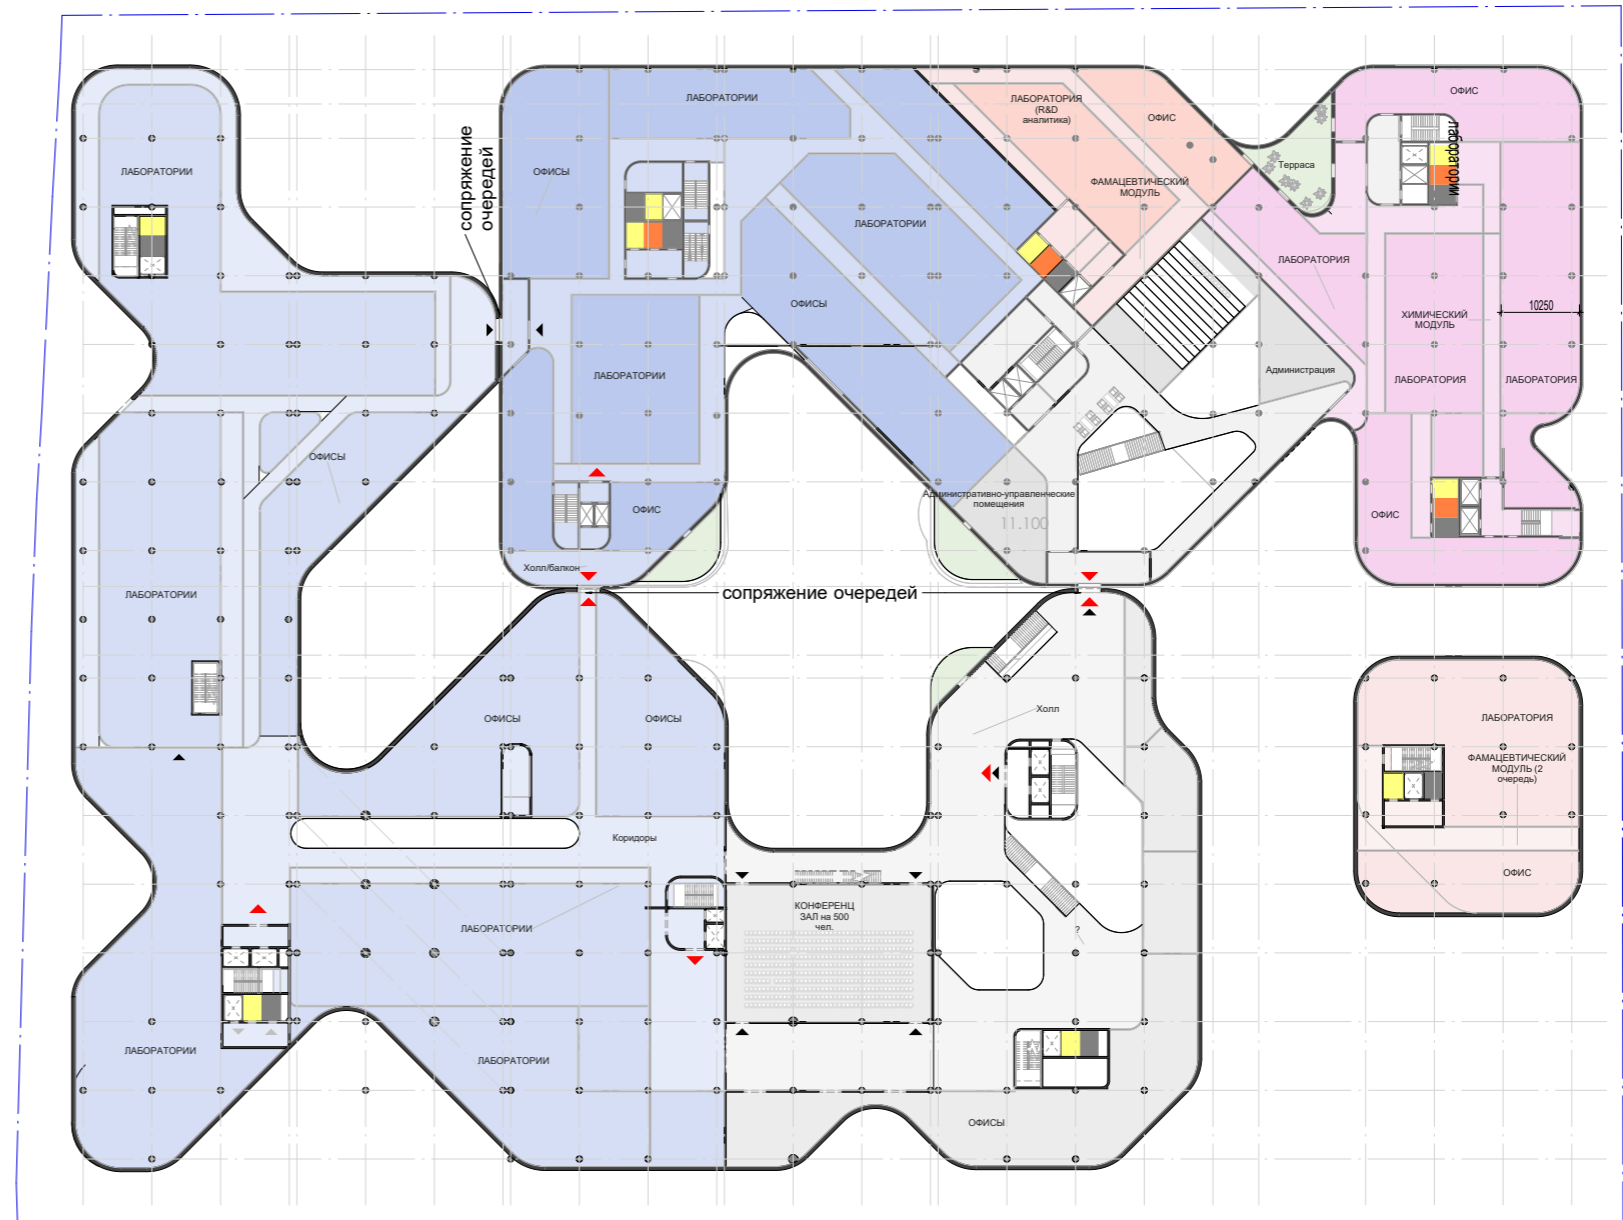 ЛАБОРАТОРИИ
ОФИС
ЛАБОРАТОРИЯ
(R&D
аналитика)
ОФИС
лаборатории
сопряжение
очередей
Терраса
ЛАБОРАТОРИИ
ОФИСЫ
ФАМАЦЕВТИЧЕСКИЙ
МОДУЛЬ
ЛАБОРАТОРИИ
ЛАБОРАТОРИЯ
ОФИСЫ
10250
ХИМИЧЕСКИЙ
МОДУЛЬ
ЛАБОРАТОРИИ
Администрация
ЛАБОРАТОРИЯ
ЛАБОРАТОРИЯ
ОФИСЫ
Административно-управленческие
помещения
11.100
ОФИС
ОФИС
Холл/балкон
ЛАБОРАТОРИИ
сопряжение очередей
Холл
ОФИСЫ
ОФИСЫ
ЛАБОРАТОРИЯ
ФАМАЦЕВТИЧЕСКИЙ
МОДУЛЬ (2
очередь)
Коридоры
ОФИС
КОНФЕРЕНЦ
ЗАЛ на 500
чел.
ЛАБОРАТОРИИ
?
ЛАБОРАТОРИИ
ЛАБОРАТОРИИ
ОФИСЫ